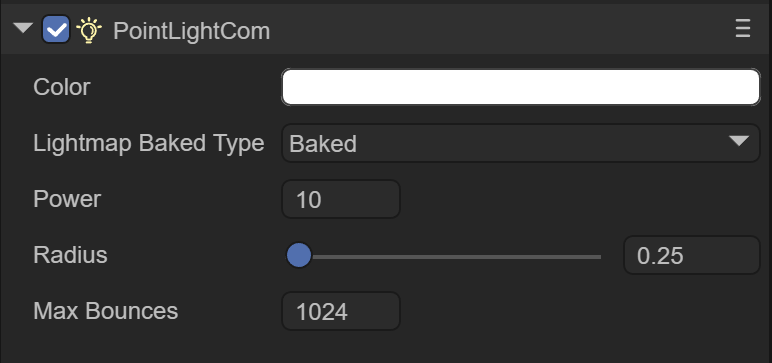 PointLightCom
Color
Lightmap Baked Type Baked
Power 10
Radius 0.25
Max Bounces 1024